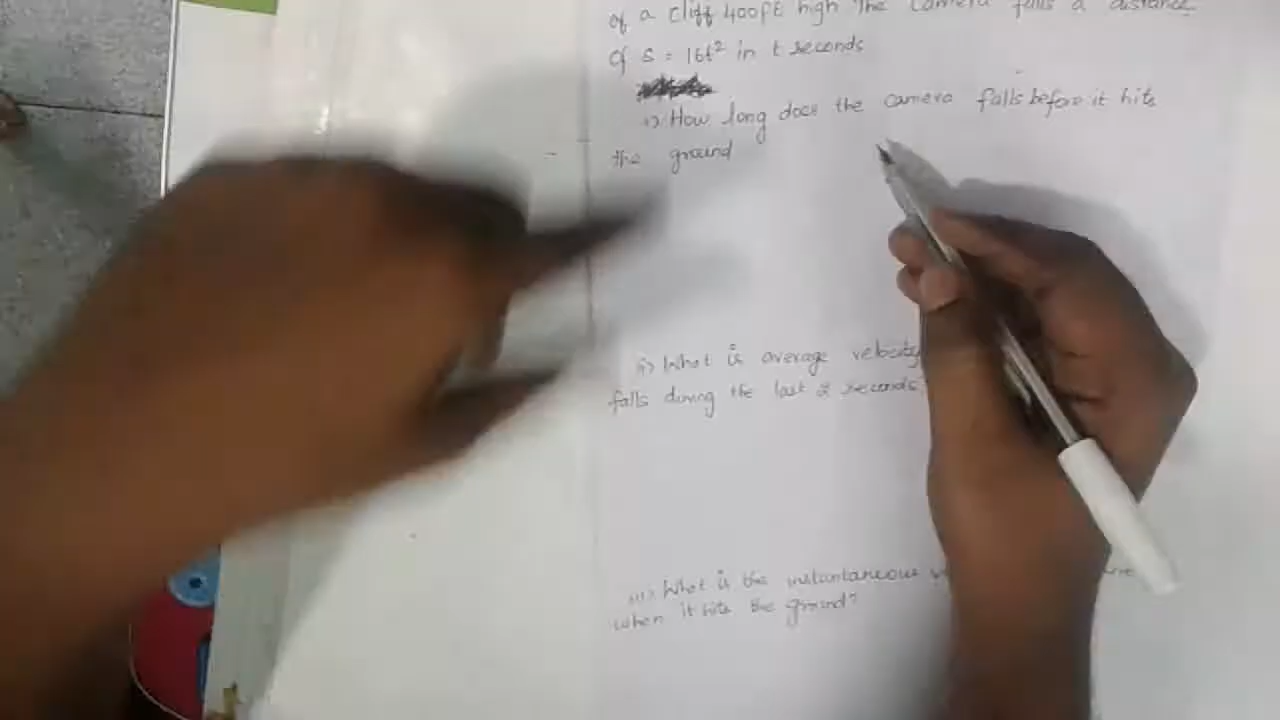 of a cliff 400ft high The camera falls a distance
of s = 16t² in t seconds
i) How long does the camera falls before it hits
the ground
ii) What is average velocity
falls during the last 2 seconds?
iii) What is the instantaneous
when it hits the ground?